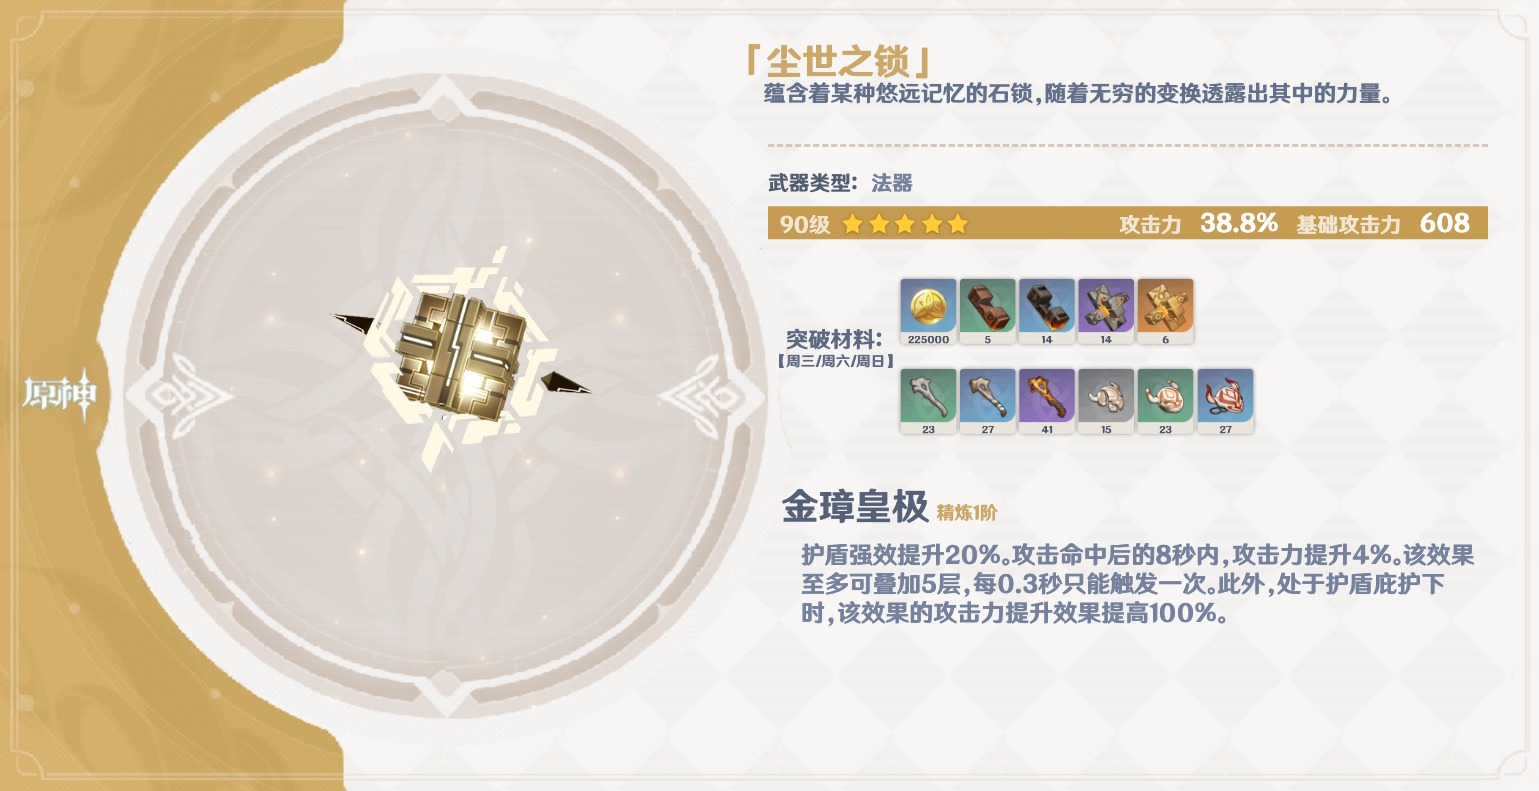 「尘世之锁」
蕴含着某种悠远记忆的石锁,随着无穷的变换透露出其中的力量。
武器类型: 法器
90级 攻击力 38.8% 基础攻击力 608
225000 5 14 14 6
突破材料:
【周三/周六/周日】
原神
23 27 41 15 23 27
金璋皇极 精炼1阶
护盾强效提升20%。攻击命中后的8秒内,攻击力提升4%。该效果
至多可叠加5层,每0.3秒只能触发一次。此外,处于护盾庇护下
时,该效果的攻击力提升效果提高100%。